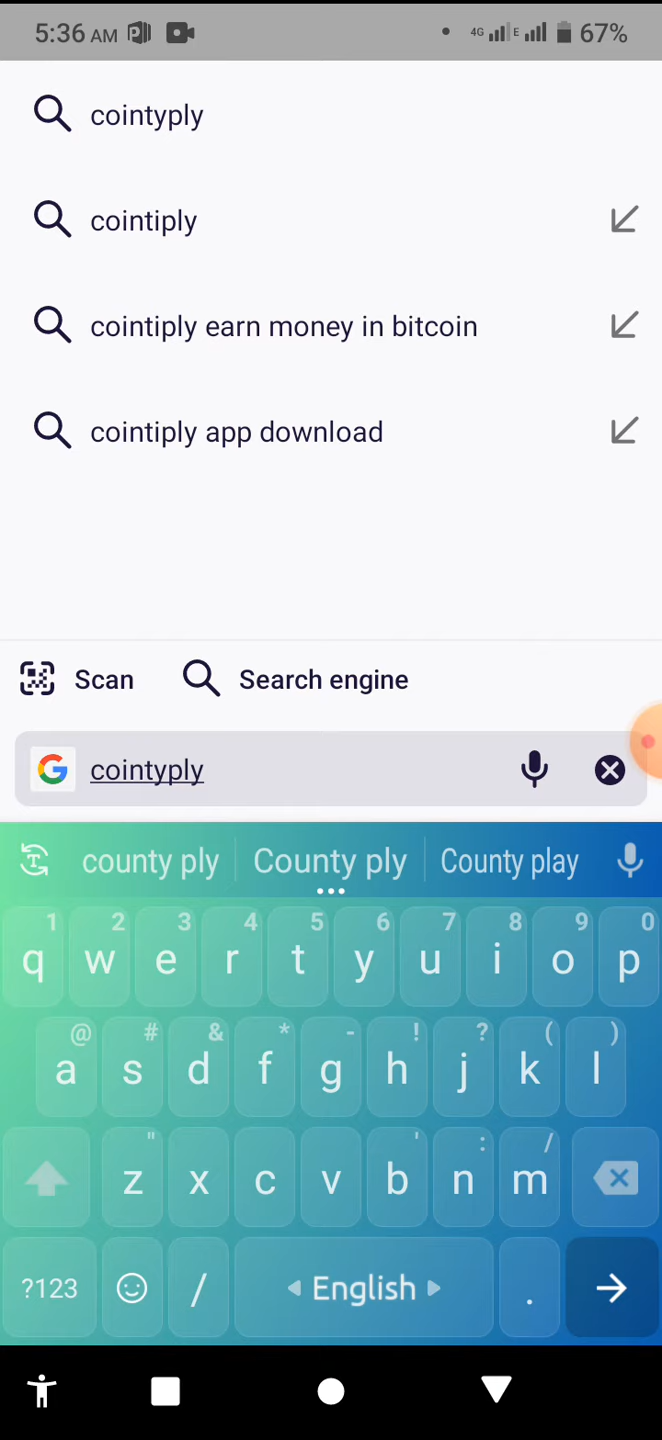 5:36 AM 4G E 67%
cointyply
cointiply
cointiply earn money in bitcoin
cointiply app download
Scan Search engine
G cointyply
county ply County ply County play
1 2 3 4 5 6 7 8 9 0
q w e r t y u i o p
@ # & * - ! ? ( )
a s d f g h j k l
" ' : /
z x c v b n m
?123 / English .